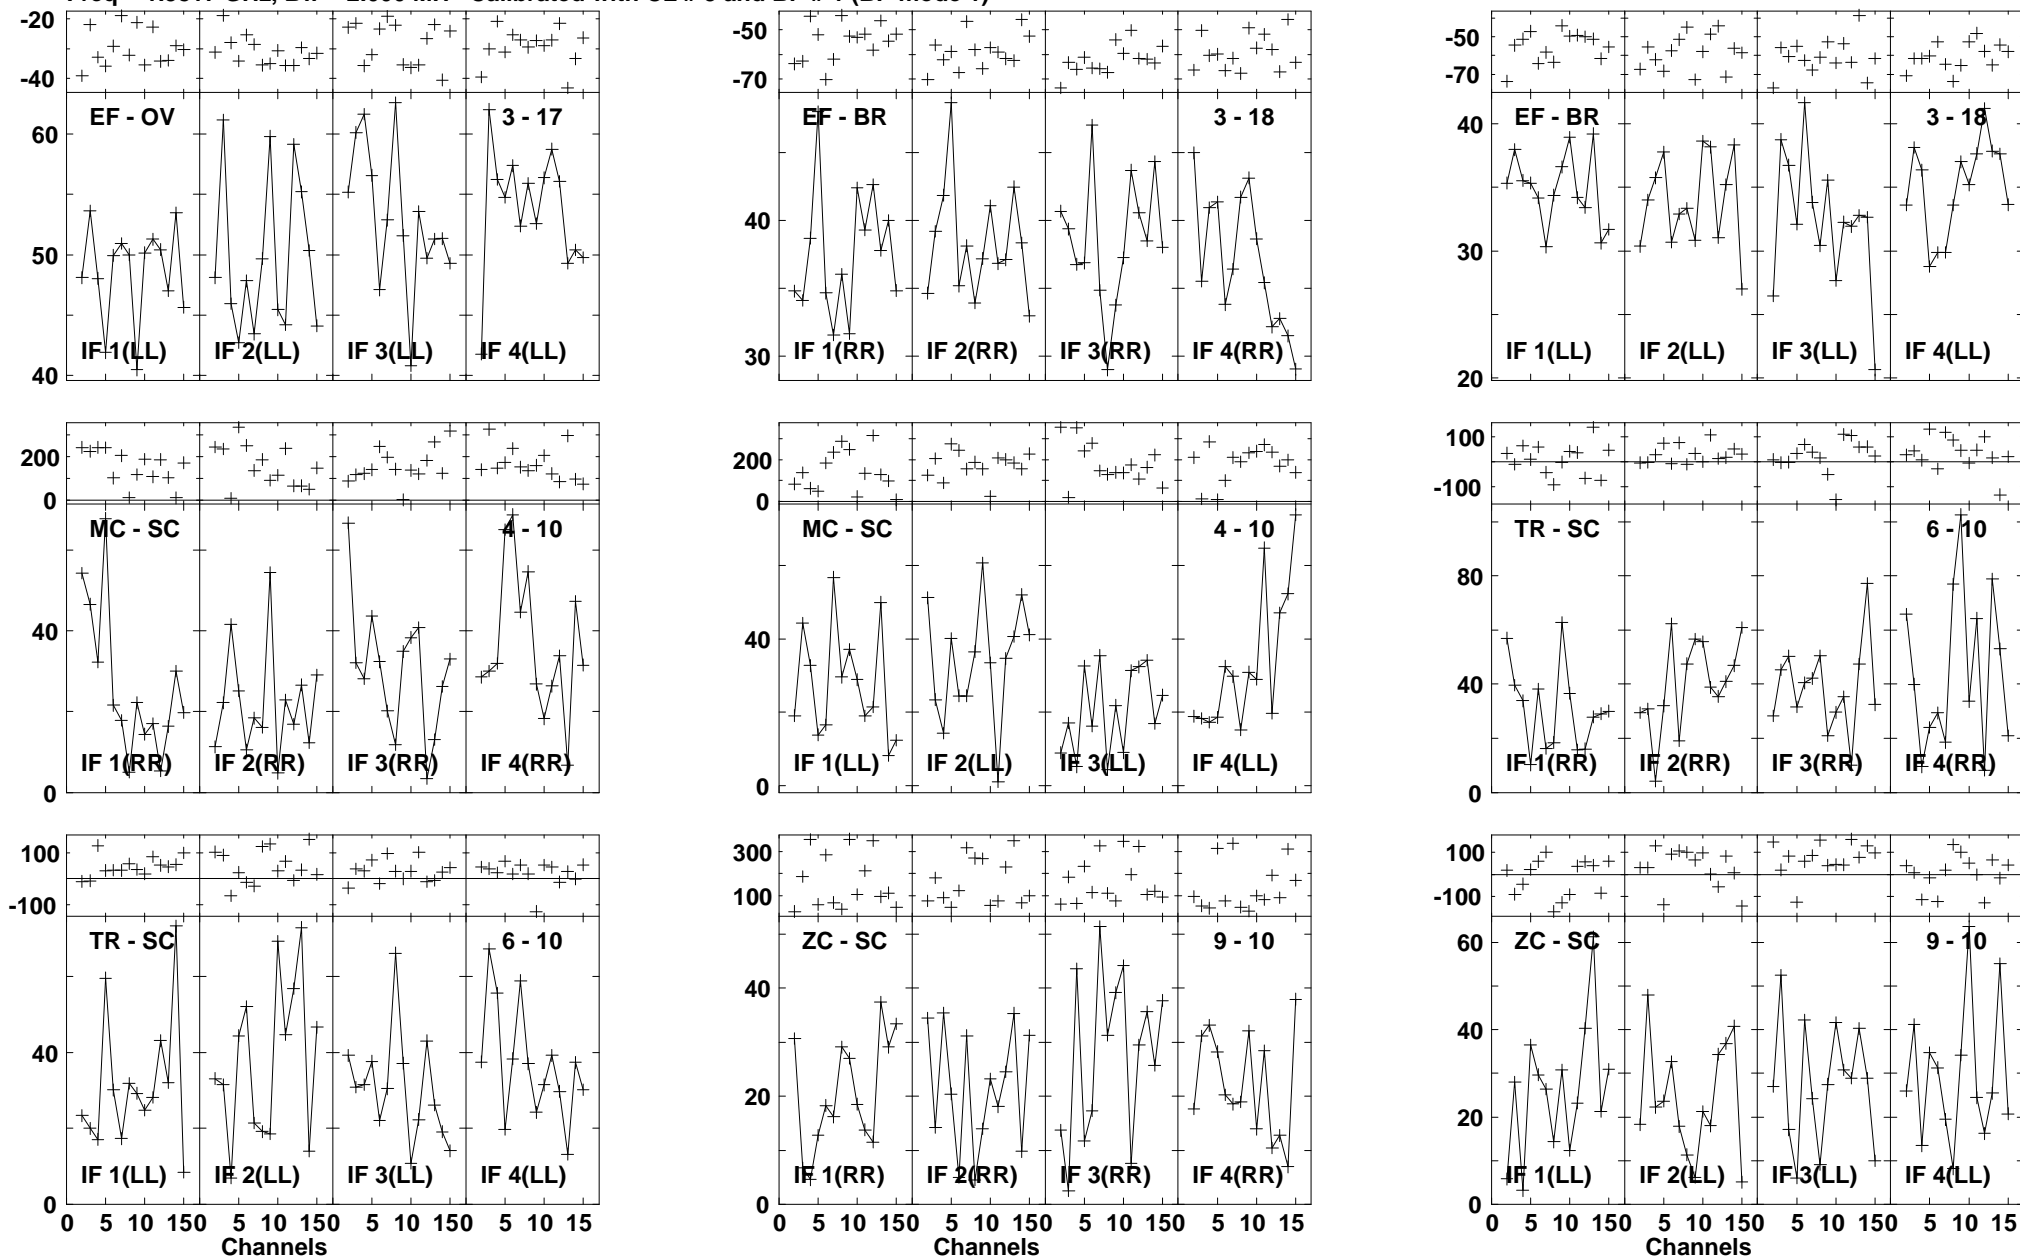 -20
-40
60
50
40
EF - OV
3 - 17
IF 1(LL)
IF 2(LL)
IF 3(LL)
IF 4(LL)
-50
-70
40
30
EF - BR
3 - 18
IF 1(RR)
IF 2(RR)
IF 3(RR)
IF 4(RR)
-50
-70
40
30
20
EF - BR
3 - 18
IF 1(LL)
IF 2(LL)
IF 3(LL)
IF 4(LL)
200
0
40
0
MC - SC
4 - 10
IF 1(RR)
IF 2(RR)
IF 3(RR)
IF 4(RR)
200
0
40
0
MC - SC
4 - 10
IF 1(LL)
IF 2(LL)
IF 3(LL)
IF 4(LL)
100
-100
80
40
0
TR - SC
6 - 10
IF 1(RR)
IF 2(RR)
IF 3(RR)
IF 4(RR)
100
-100
40
0
TR - SC
6 - 10
IF 1(LL)
IF 2(LL)
IF 3(LL)
IF 4(LL)
0 5 10 150 5 10 150 5 10 150 5 10 15
Channels
300
100
40
20
0
ZC - SC
9 - 10
IF 1(RR)
IF 2(RR)
IF 3(RR)
IF 4(RR)
0 5 10 150 5 10 150 5 10 150 5 10 15
Channels
100
-100
60
40
20
0
ZC - SC
9 - 10
IF 1(LL)
IF 2(LL)
IF 3(LL)
IF 4(LL)
0 5 10 150 5 10 150 5 10 150 5 10 15
Channels